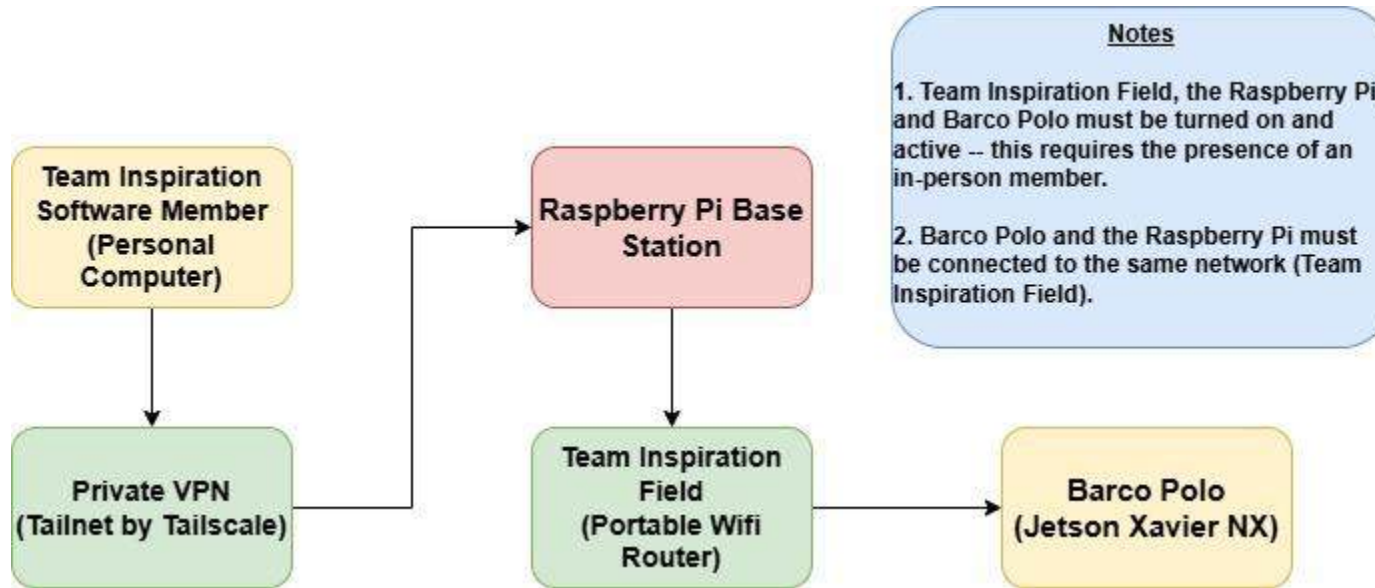 Notes
1. Team Inspiration Field, the Raspberry Pi
and Barco Polo must be turned on and
active -- this requires the presence of an
in-person member.
2. Barco Polo and the Raspberry Pi must
be connected to the same network (Team
Inspiration Field).
Team Inspiration
Software Member
(Personal
Computer)
Raspberry Pi Base
Station
Private VPN
(Tailnet by Tailscale)
Team Inspiration
Field
(Portable Wifi
Router)
Barco Polo
(Jetson Xavier NX)